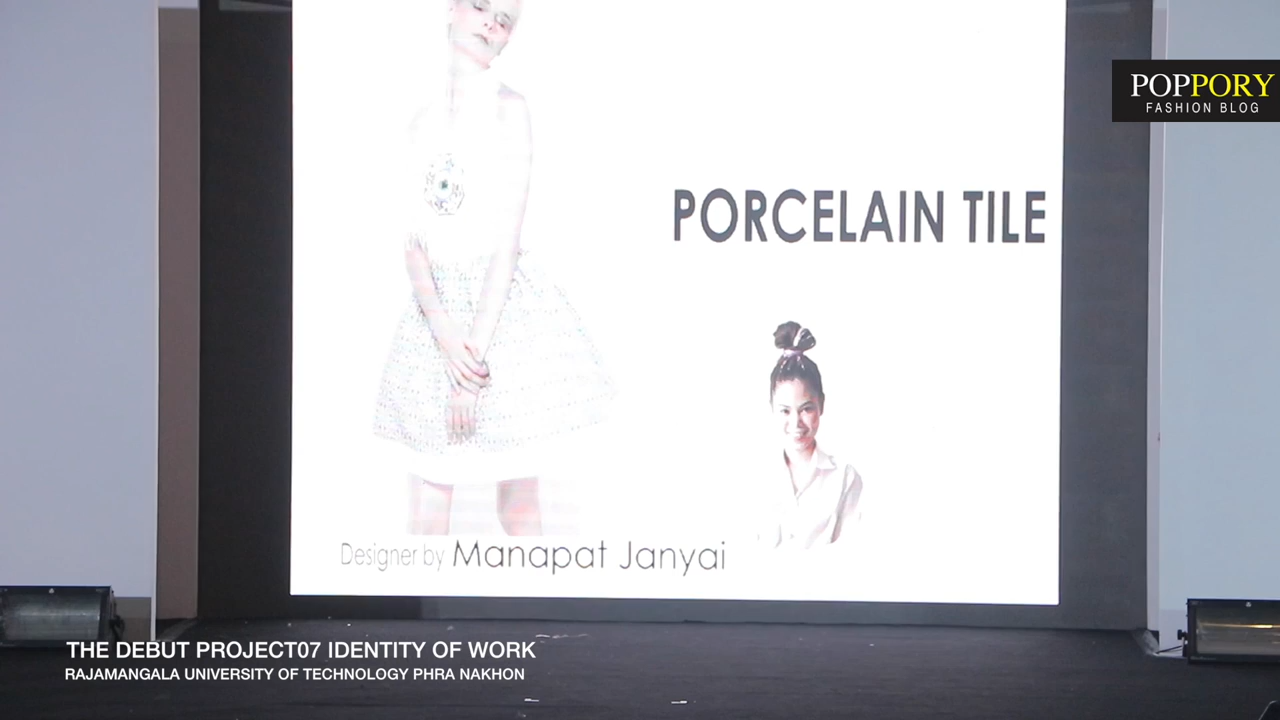 POPPORY
FASHION BLOG
PORCELAIN TILE
Designer by Manapat Janyai
THE DEBUT PROJECT07 IDENTITY OF WORK
RAJAMANGALA UNIVERSITY OF TECHNOLOGY PHRA NAKHON